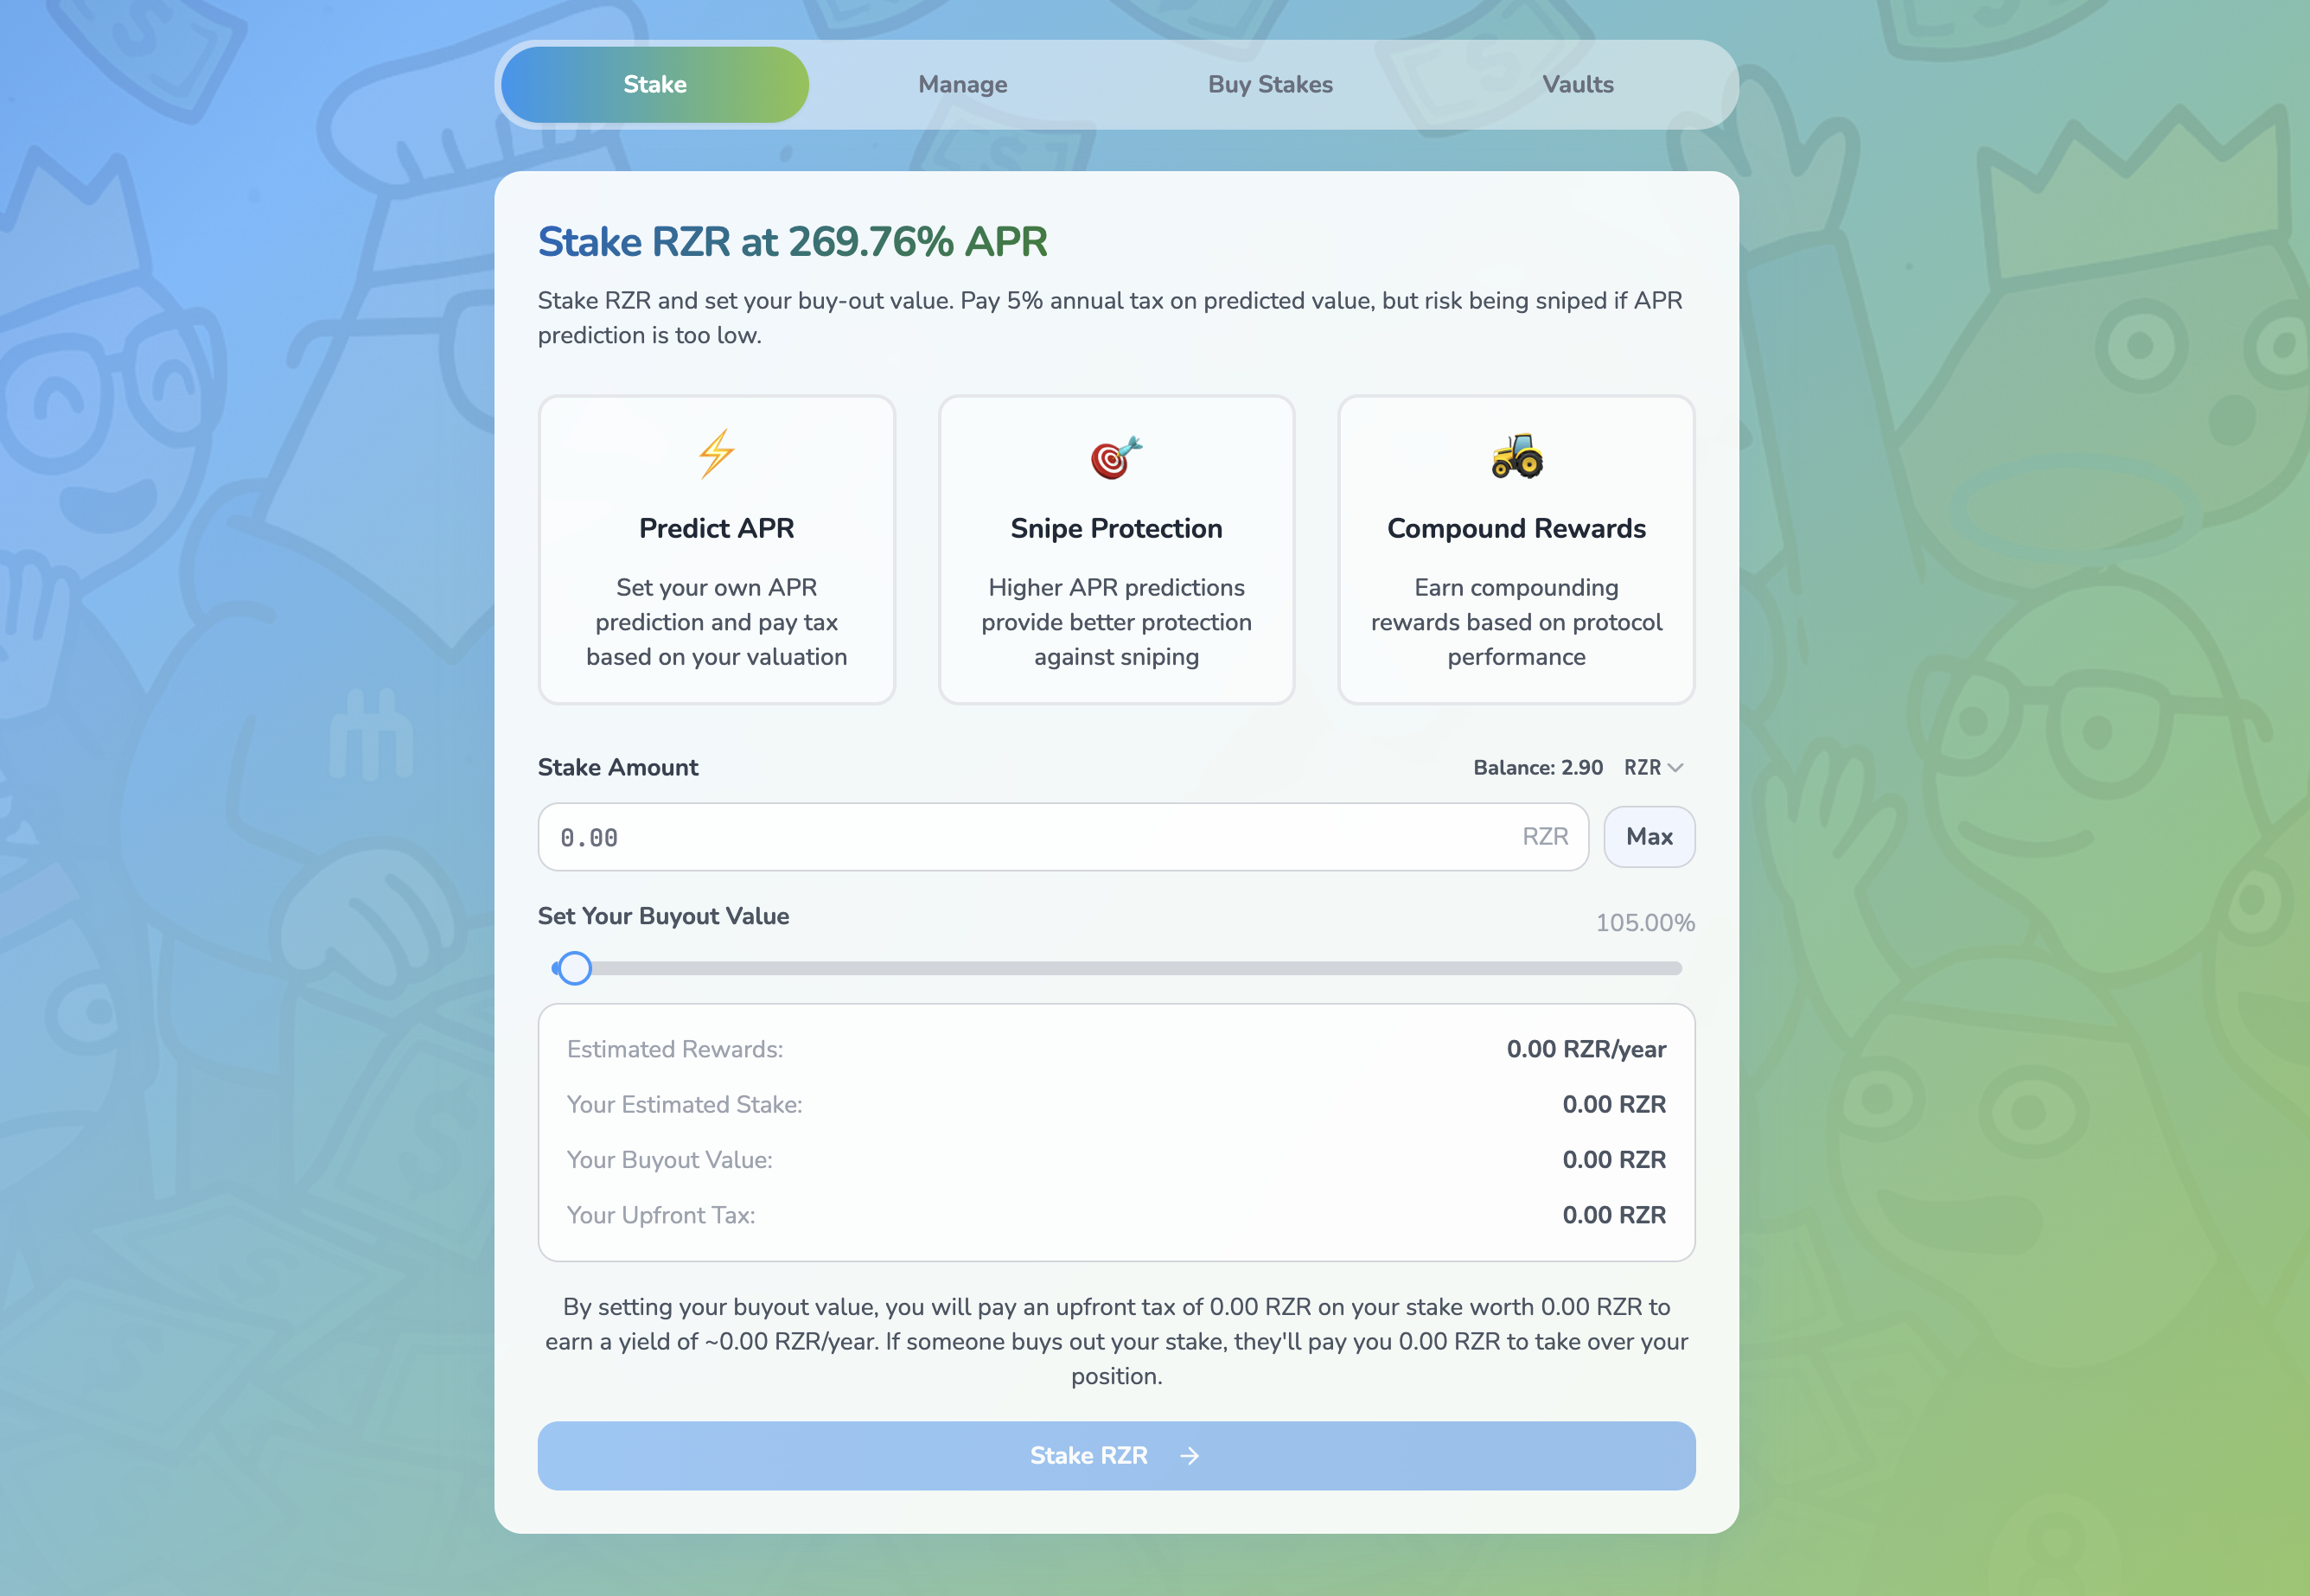 Stake
Manage
Buy Stakes
Vaults
Stake RZR at 269.76% APR
Stake RZR and set your buy-out value. Pay 5% annual tax on predicted value, but risk being sniped if APR
prediction is too low.
Predict APR
Set your own APR
prediction and pay tax
based on your valuation
Snipe Protection
Higher APR predictions
provide better protection
against sniping
Compound Rewards
Earn compounding
rewards based on protocol
performance
Stake Amount
Balance: 2.90 RZR
0.00 RZR
Max
Set Your Buyout Value
105.00%
Estimated Rewards: 0.00 RZR/year
Your Estimated Stake: 0.00 RZR
Your Buyout Value: 0.00 RZR
Your Upfront Tax: 0.00 RZR
By setting your buyout value, you will pay an upfront tax of 0.00 RZR on your stake worth 0.00 RZR to
earn a yield of ~0.00 RZR/year. If someone buys out your stake, they'll pay you 0.00 RZR to take over your
position.
Stake RZR →